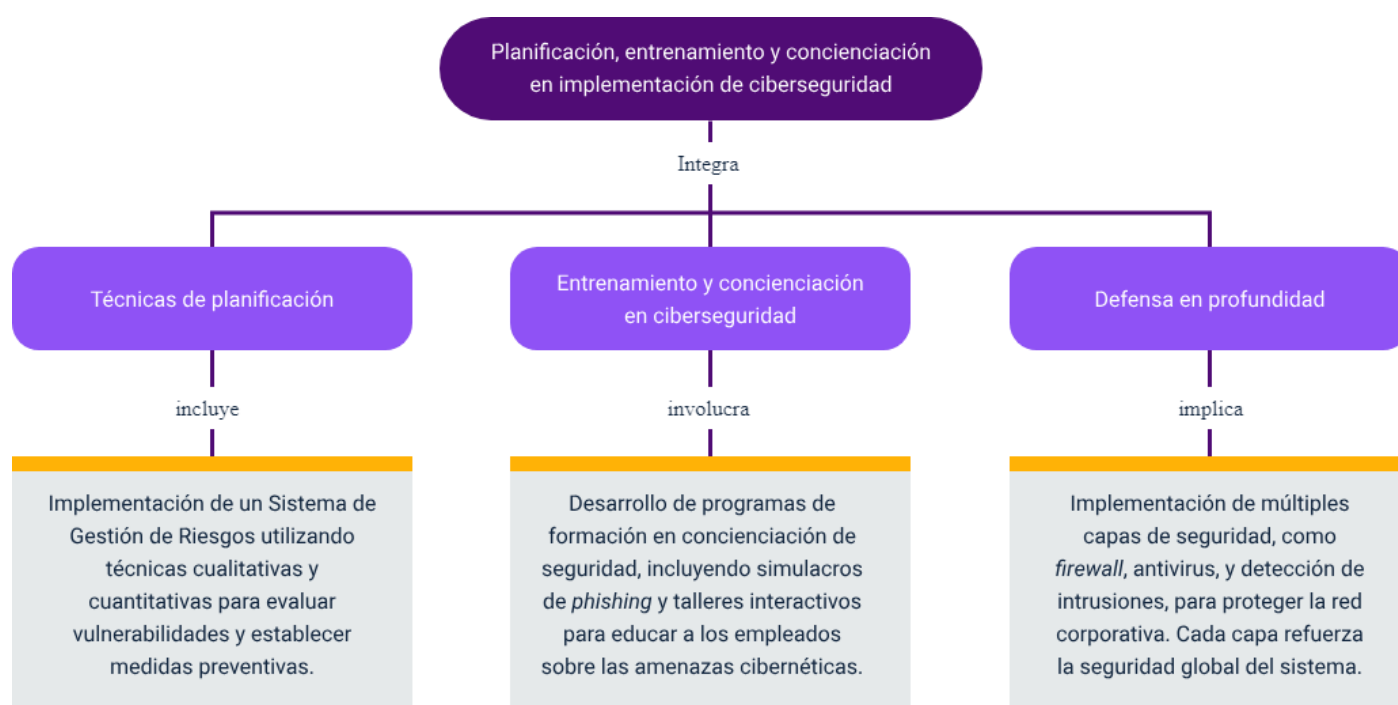 Planificación, entrenamiento y concienciación
en implementación de ciberseguridad
Integra
Técnicas de planificación
Entrenamiento y concienciación
en ciberseguridad
Defensa en profundidad
incluye
involucra
implica
Implementación de un Sistema de
Gestión de Riesgos utilizando
técnicas cualitativas y
cuantitativas para evaluar
vulnerabilidades y establecer
medidas preventivas.
Desarrollo de programas de
formación en concienciación de
seguridad, incluyendo simulacros
de phishing y talleres interactivos
para educar a los empleados
sobre las amenazas cibernéticas.
Implementación de múltiples
capas de seguridad, como
firewall, antivirus, y detección de
intrusiones, para proteger la red
corporativa. Cada capa refuerza
la seguridad global del sistema.